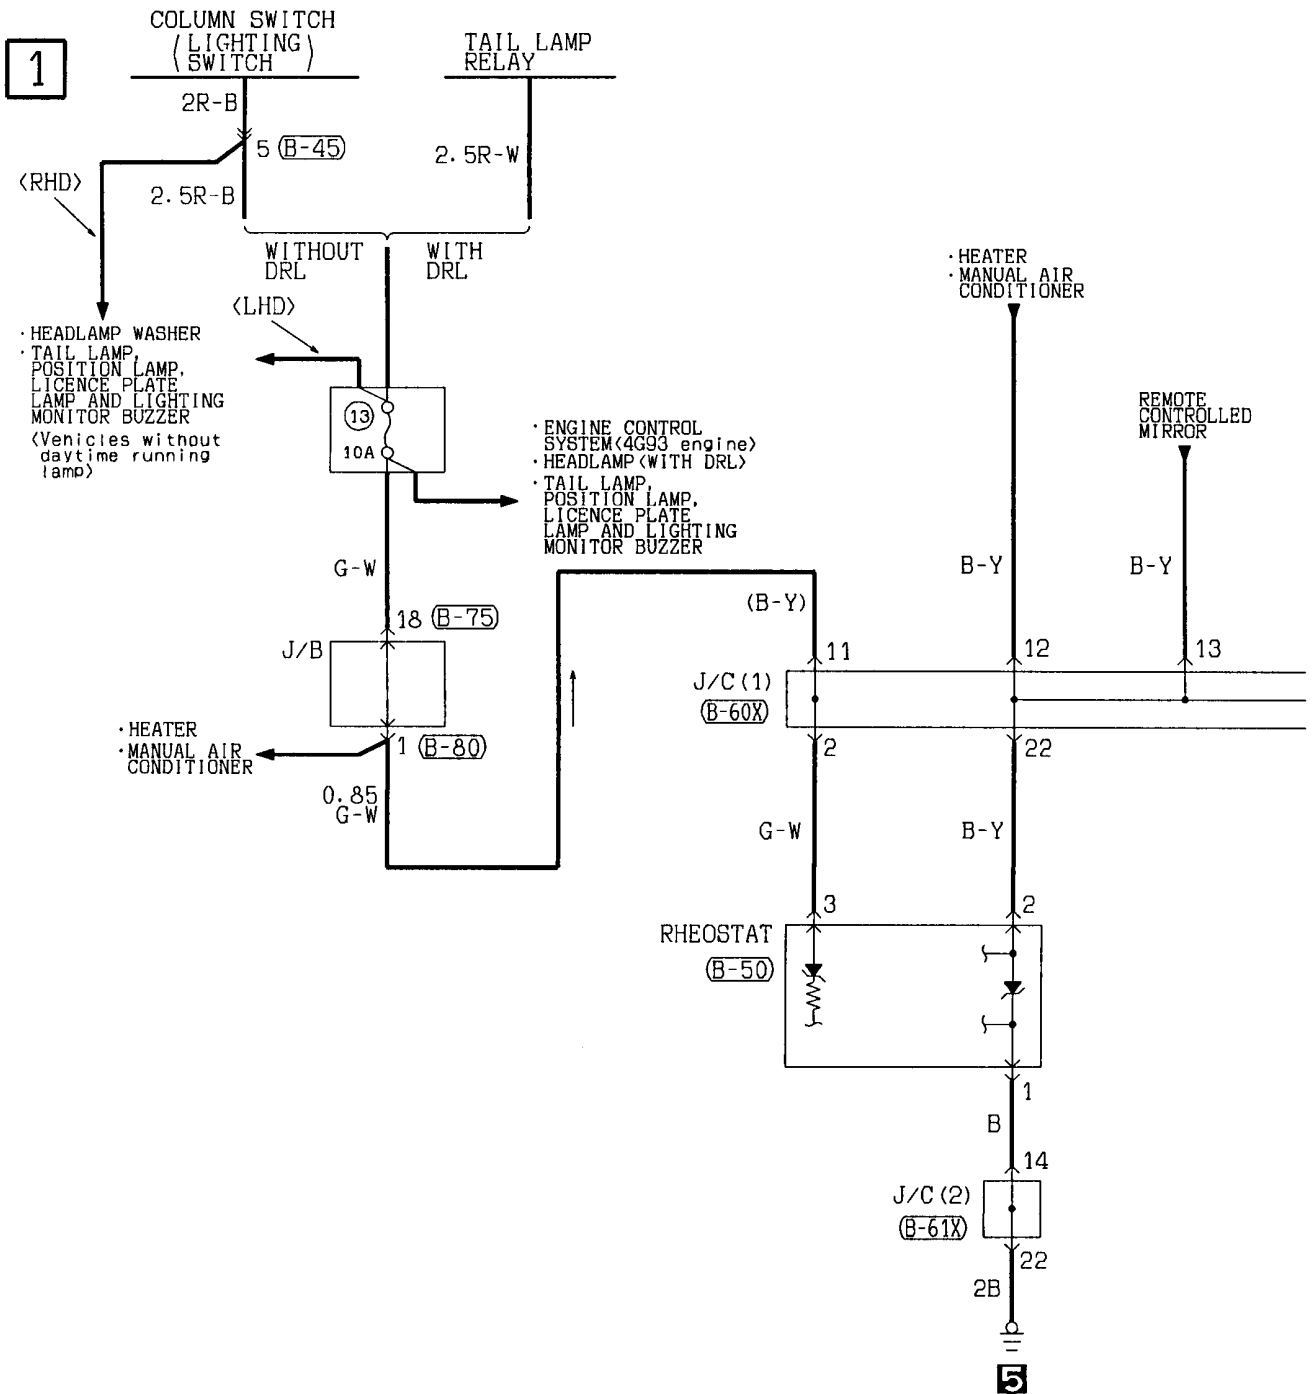 1
COLUMN SWITCH
(LIGHTING
SWITCH)
TAIL LAMP
RELAY
2R-B
5 (B-45)
2.5R-W
<RHD>
2.5R-B
WITHOUT
DRL
WITH
DRL
<LHD>
・HEADLAMP WASHER
・TAIL LAMP,
POSITION LAMP,
LICENCE PLATE
LAMP AND LIGHTING
MONITOR BUZZER
<Vehicles without
daytime running
lamp>
13
10A
・ENGINE CONTROL
SYSTEM<4G93 engine>
・HEADLAMP<WITH DRL>
・TAIL LAMP,
POSITION LAMP,
LICENCE PLATE
LAMP AND LIGHTING
MONITOR BUZZER
・HEATER
・MANUAL AIR
CONDITIONER
REMOTE
CONTROLLED
MIRROR
G-W
(B-Y)
B-Y
B-Y
18 (B-75)
J/B
11
12
13
J/C(1)
(B-60X)
・HEATER
・MANUAL AIR
CONDITIONER
1 (B-80)
2
22
0.85
G-W
G-W
B-Y
3
2
RHEOSTAT
(B-50)
1
B
14
J/C(2)
(B-61X)
22
2B
5